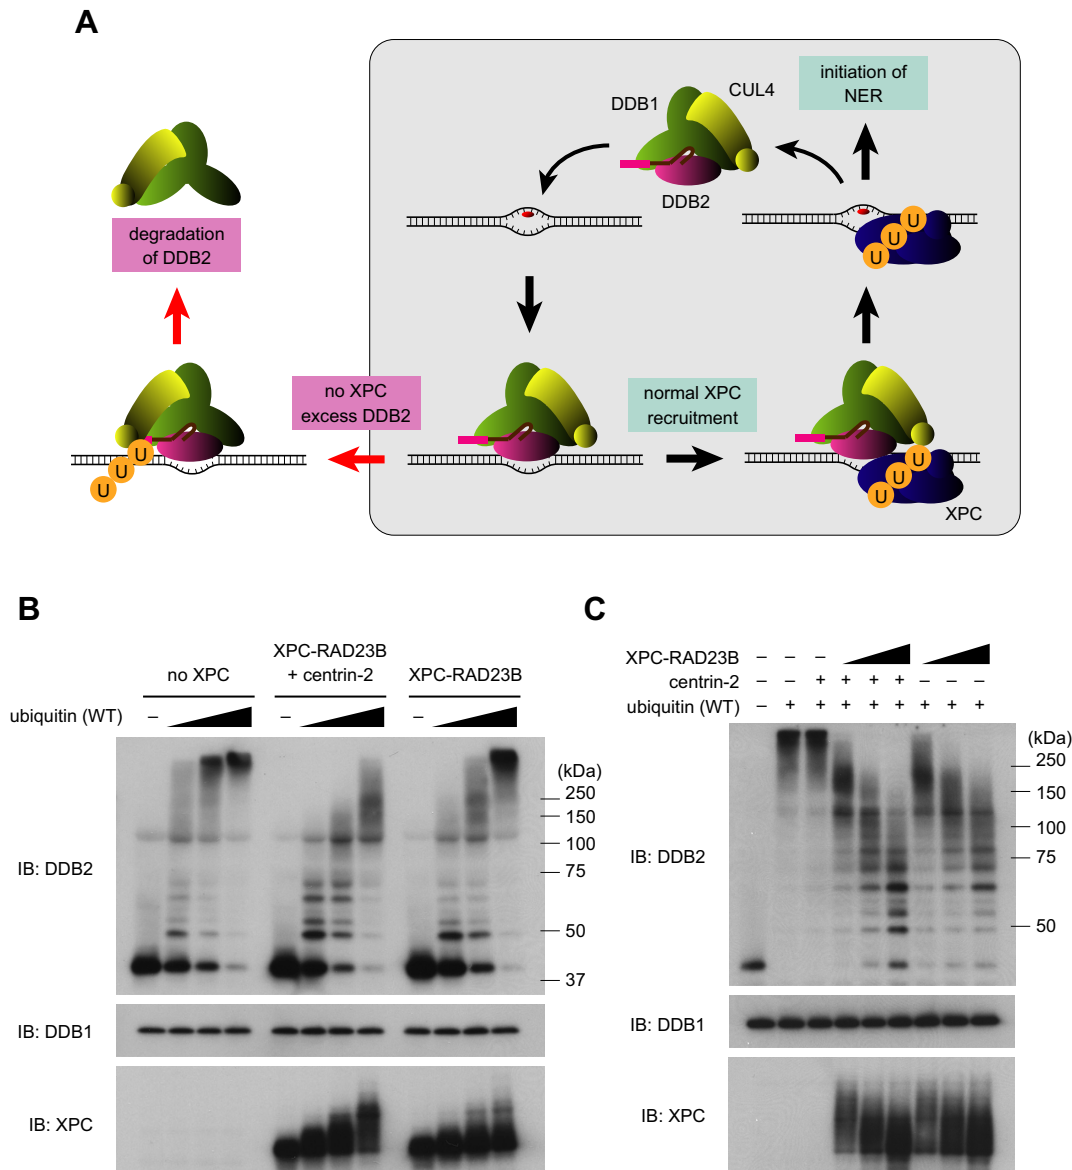 A
initiation of
NER
DDB1
CUL4
DDB2
degradation
of DDB2
U
U
U
no XPC
excess DDB2
normal XPC
recruitment
U
U
U
U
U
U
XPC
B
no XPC
XPC-RAD23B
+ centrin-2
XPC-RAD23B
ubiquitin (WT)
– – –
(kDa)
250
150
100
75
50
37
IB: DDB2
IB: DDB1
IB: XPC
C
XPC-RAD23B – – – –
centrin-2 – – + + + + – – –
ubiquitin (WT) – + + + + + + + +
(kDa)
250
150
100
75
50
IB: DDB2
IB: DDB1
IB: XPC